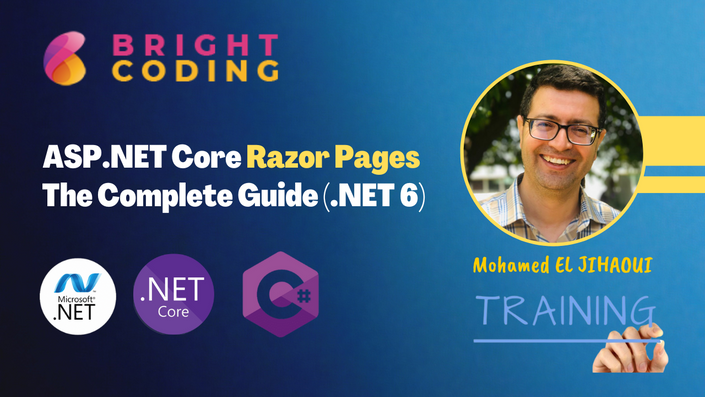 BRIGHT
CODING
ASP.NET Core Razor Pages
The Complete Guide (.NET 6)
Microsoft®
.NET
.NET
Core
C#
Mohamed EL JIHAOUI
TRAINING